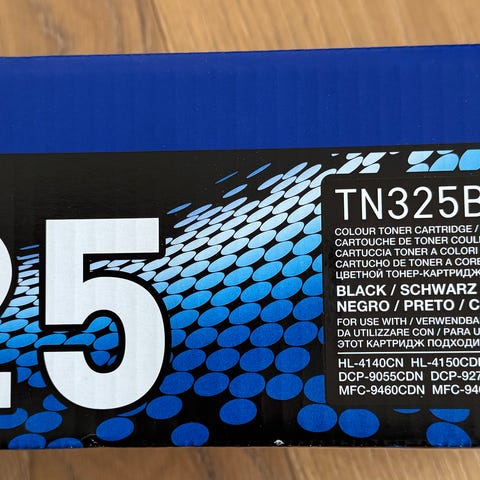 25
TN325B
COLOUR TONER CARTRIDGE /
CARTOUCHE DE TONER COUL
CARTUCCIA TONER A COLORI
CARTUCHO DE TONER A CORE
ЦВЕТНОЙ ТОНЕР-КАРТРИДЖ
BLACK / SCHWARZ
NEGRO / PRETO / C
FOR USE WITH / VERWENDBA
DA UTILIZZARE CON / PARA U
ЭТОТ КАРТРИДЖ ПОДХОДИ
HL-4140CN HL-4150CD
DCP-9055CDN DCP-927
MFC-9460CDN MFC-946